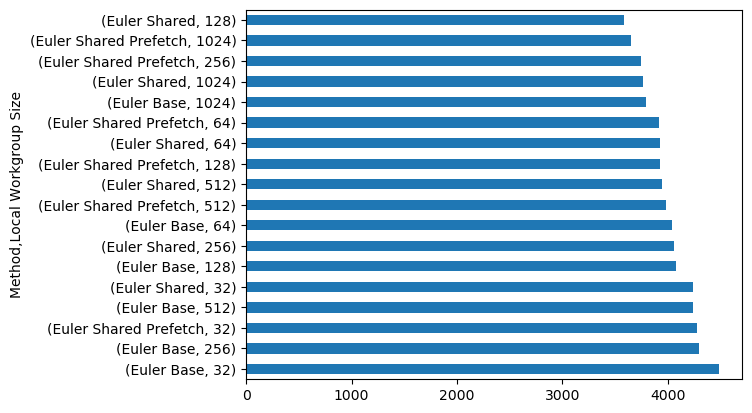 (Euler Shared, 128)
(Euler Shared Prefetch, 1024)
(Euler Shared Prefetch, 256)
(Euler Shared, 1024)
(Euler Base, 1024)
(Euler Shared Prefetch, 64)
(Euler Shared, 64)
(Euler Shared Prefetch, 128)
(Euler Shared, 512)
(Euler Shared Prefetch, 512)
(Euler Base, 64)
(Euler Shared, 256)
(Euler Base, 128)
(Euler Shared, 32)
(Euler Base, 512)
(Euler Shared Prefetch, 32)
(Euler Base, 256)
(Euler Base, 32)
Method,Local Workgroup Size
0 1000 2000 3000 4000